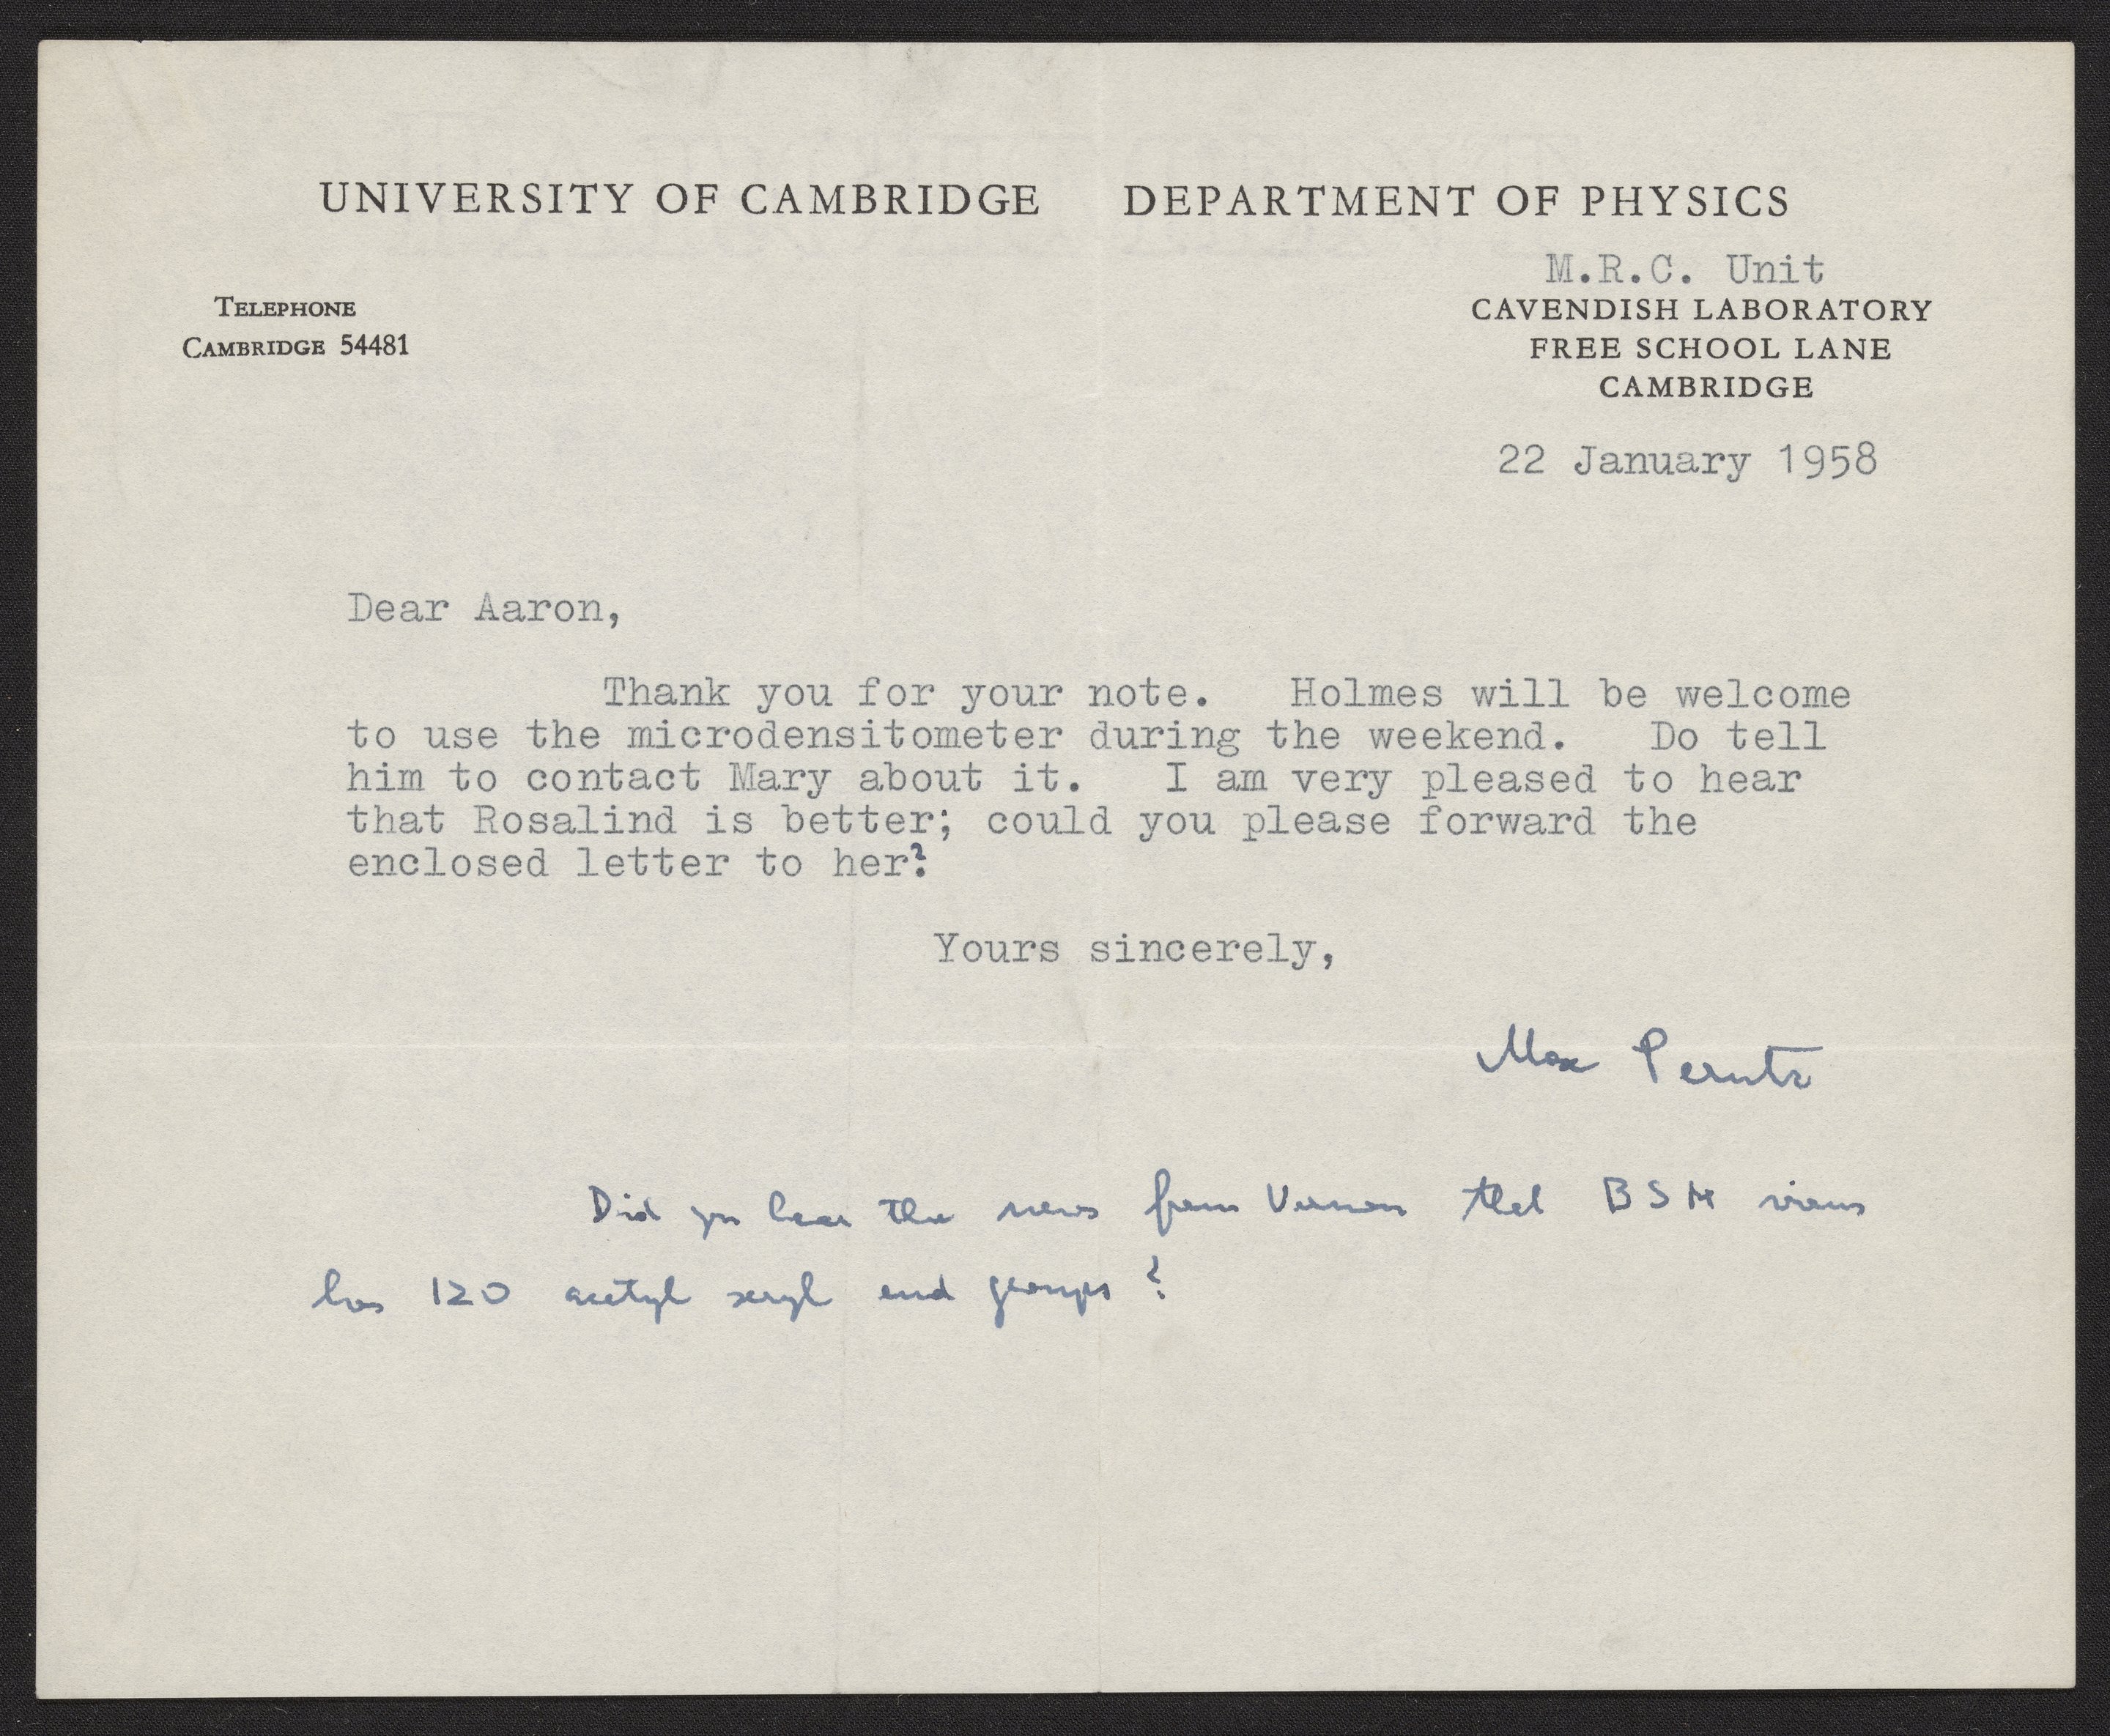 UNIVERSITY OF CAMBRIDGE DEPARTMENT OF PHYSICS
M.R.C. Unit
TELEPHONE
CAMBRIDGE 54481
CAVENDISH LABORATORY
FREE SCHOOL LANE
CAMBRIDGE
22 January 1958
Dear Aaron,
Thank you for your note. Holmes will be welcome
to use the microdensitometer during the weekend. Do tell
him to contact Mary about it. I am very pleased to hear
that Rosalind is better; could you please forward the
enclosed letter to her?
Yours sincerely,
Max Perutz
Did you hear the news from Vernon that BSM virus
has 120 acetyl seryl end groups?